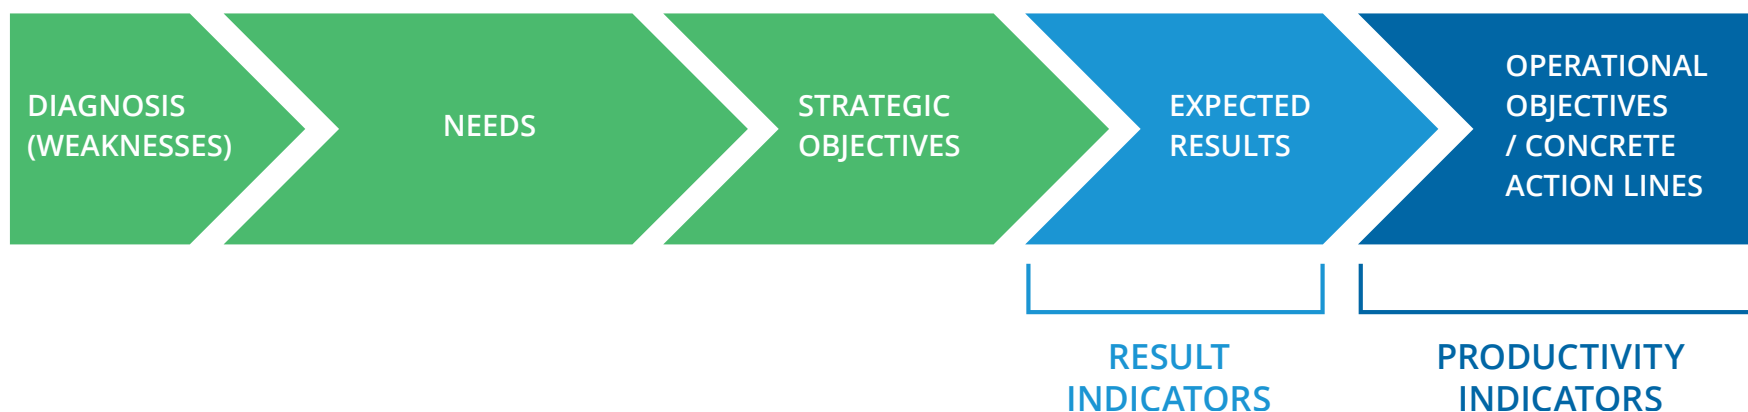 DIAGNOSIS
(WEAKNESSES)
NEEDS
STRATEGIC
OBJECTIVES
EXPECTED
RESULTS
OPERATIONAL
OBJECTIVES
/ CONCRETE
ACTION LINES
RESULT
INDICATORS
PRODUCTIVITY
INDICATORS